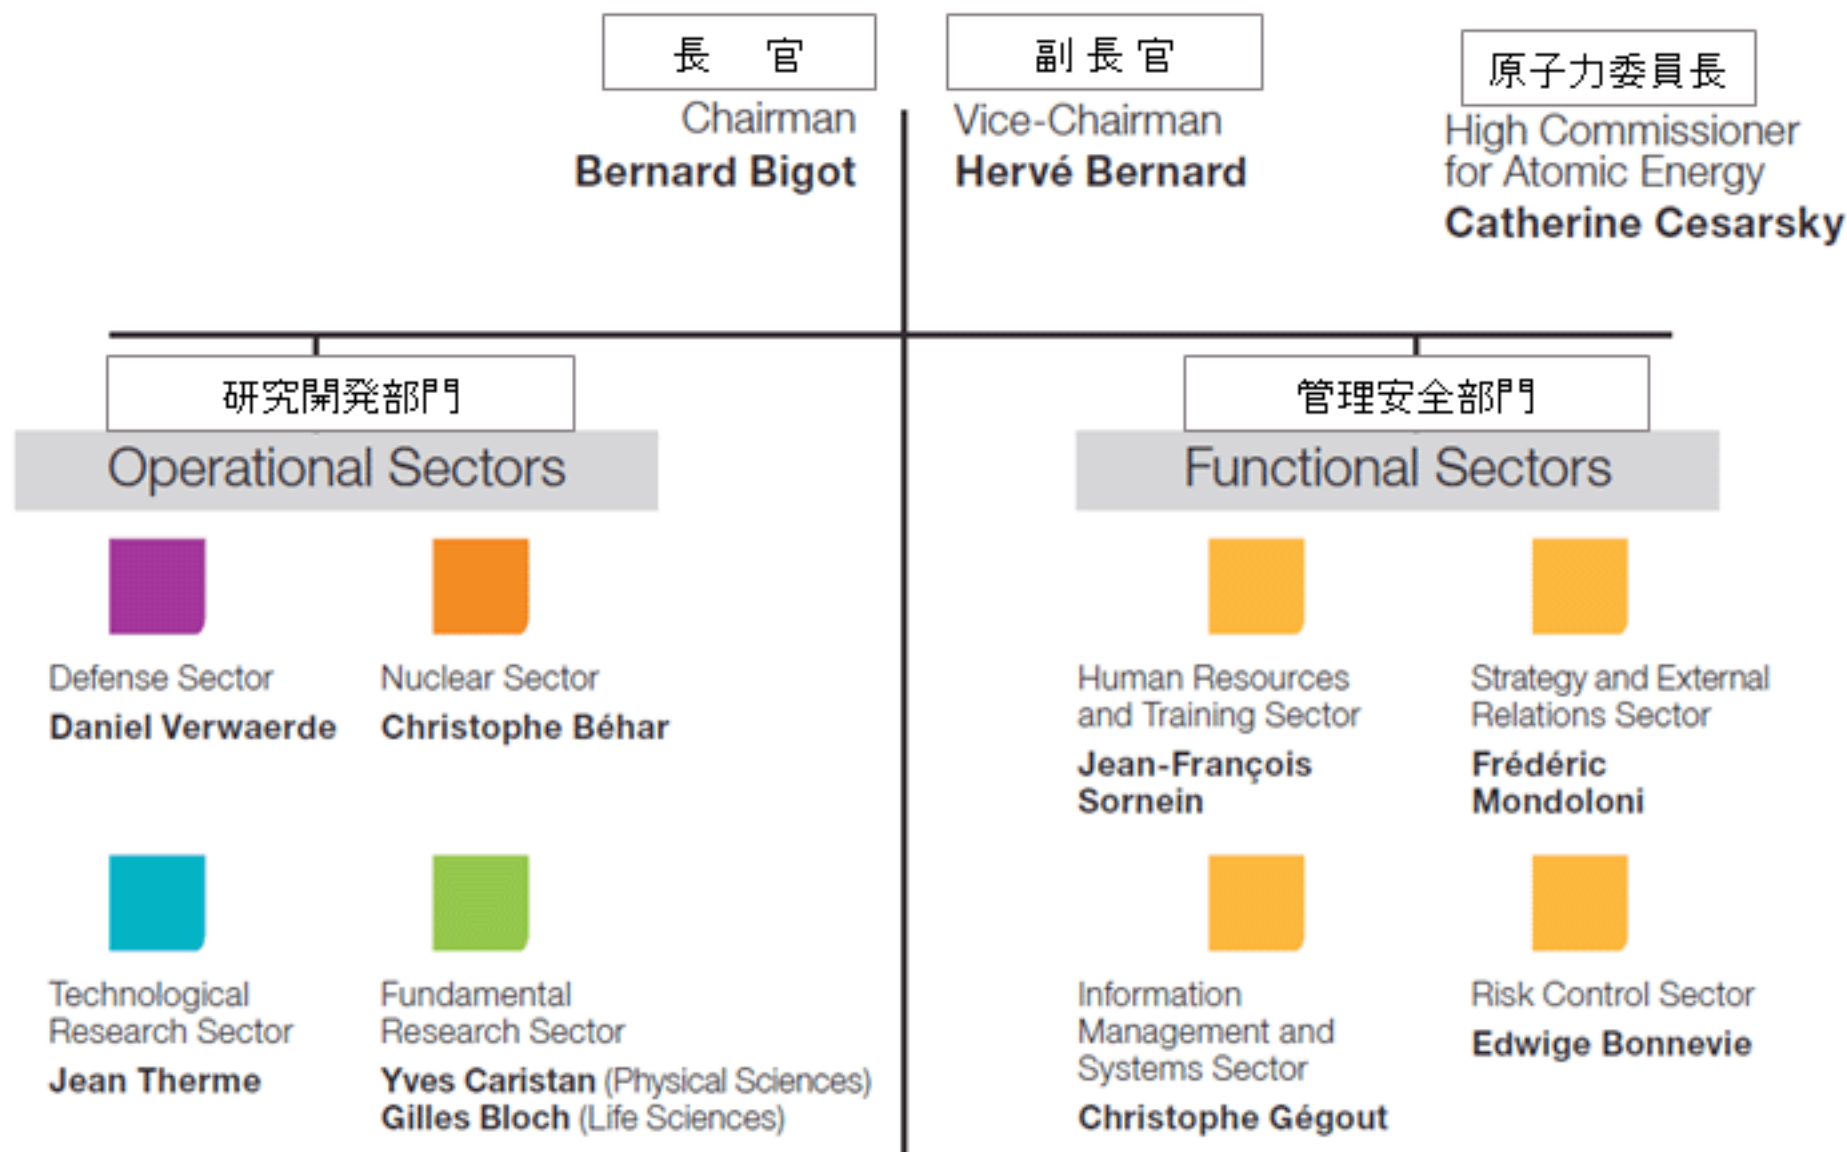 長 官
Chairman
Bernard Bigot
副長官
Vice-Chairman
Hervé Bernard
原子力委員長
High Commissioner
for Atomic Energy
Catherine Cesarsky
研究開発部門
Operational Sectors
Defense Sector
Daniel Verwaerde
Nuclear Sector
Christophe Béhar
Technological
Research Sector
Jean Therme
Fundamental
Research Sector
Yves Caristan (Physical Sciences)
Gilles Bloch (Life Sciences)
管理安全部門
Functional Sectors
Human Resources
and Training Sector
Jean-François
Sornein
Strategy and External
Relations Sector
Frédéric
Mondoloni
Information
Management and
Systems Sector
Christophe Gégout
Risk Control Sector
Edwige Bonnevie